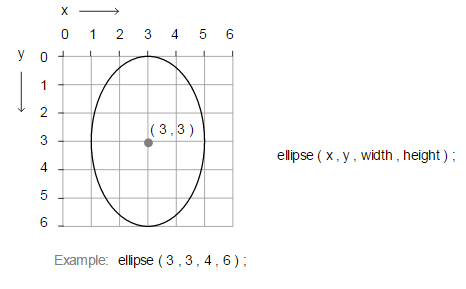 x
0 1 2 3 4 5 6
y
0
1
2
( 3 , 3 )
3
ellipse ( x , y , width , height ) ;
4
5
6
Example: ellipse ( 3 , 3 , 4 , 6 ) ;